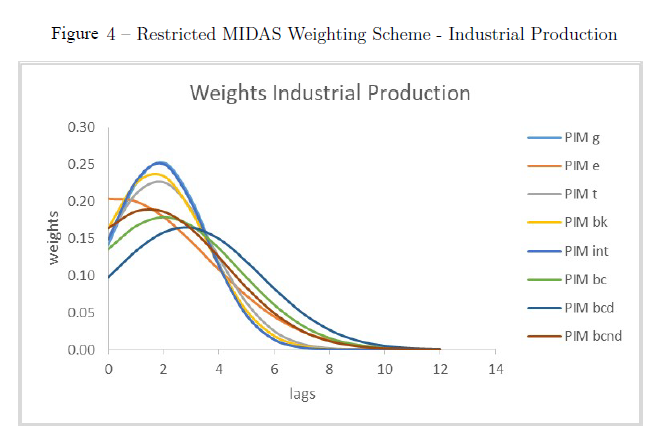 Figure 4 – Restricted MIDAS Weighting Scheme - Industrial Production
Weights Industrial Production
weights
0.30
0.25
0.20
0.15
0.10
0.05
0.00
0 2 4 6 8 10 12 14
lags
PIM g
PIM e
PIM t
PIM bk
PIM int
PIM bc
PIM bcd
PIM bcnd